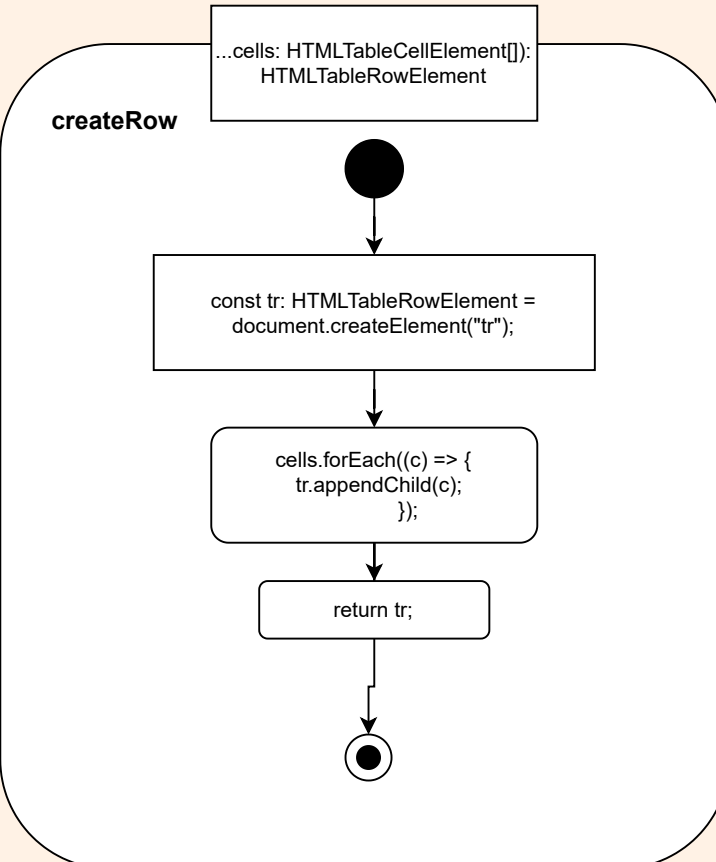 ...cells: HTMLTableCellElement[]):
HTMLTableRowElement
createRow
const tr: HTMLTableRowElement =
document.createElement("tr");
cells.forEach((c) => {
tr.appendChild(c);
});
return tr;